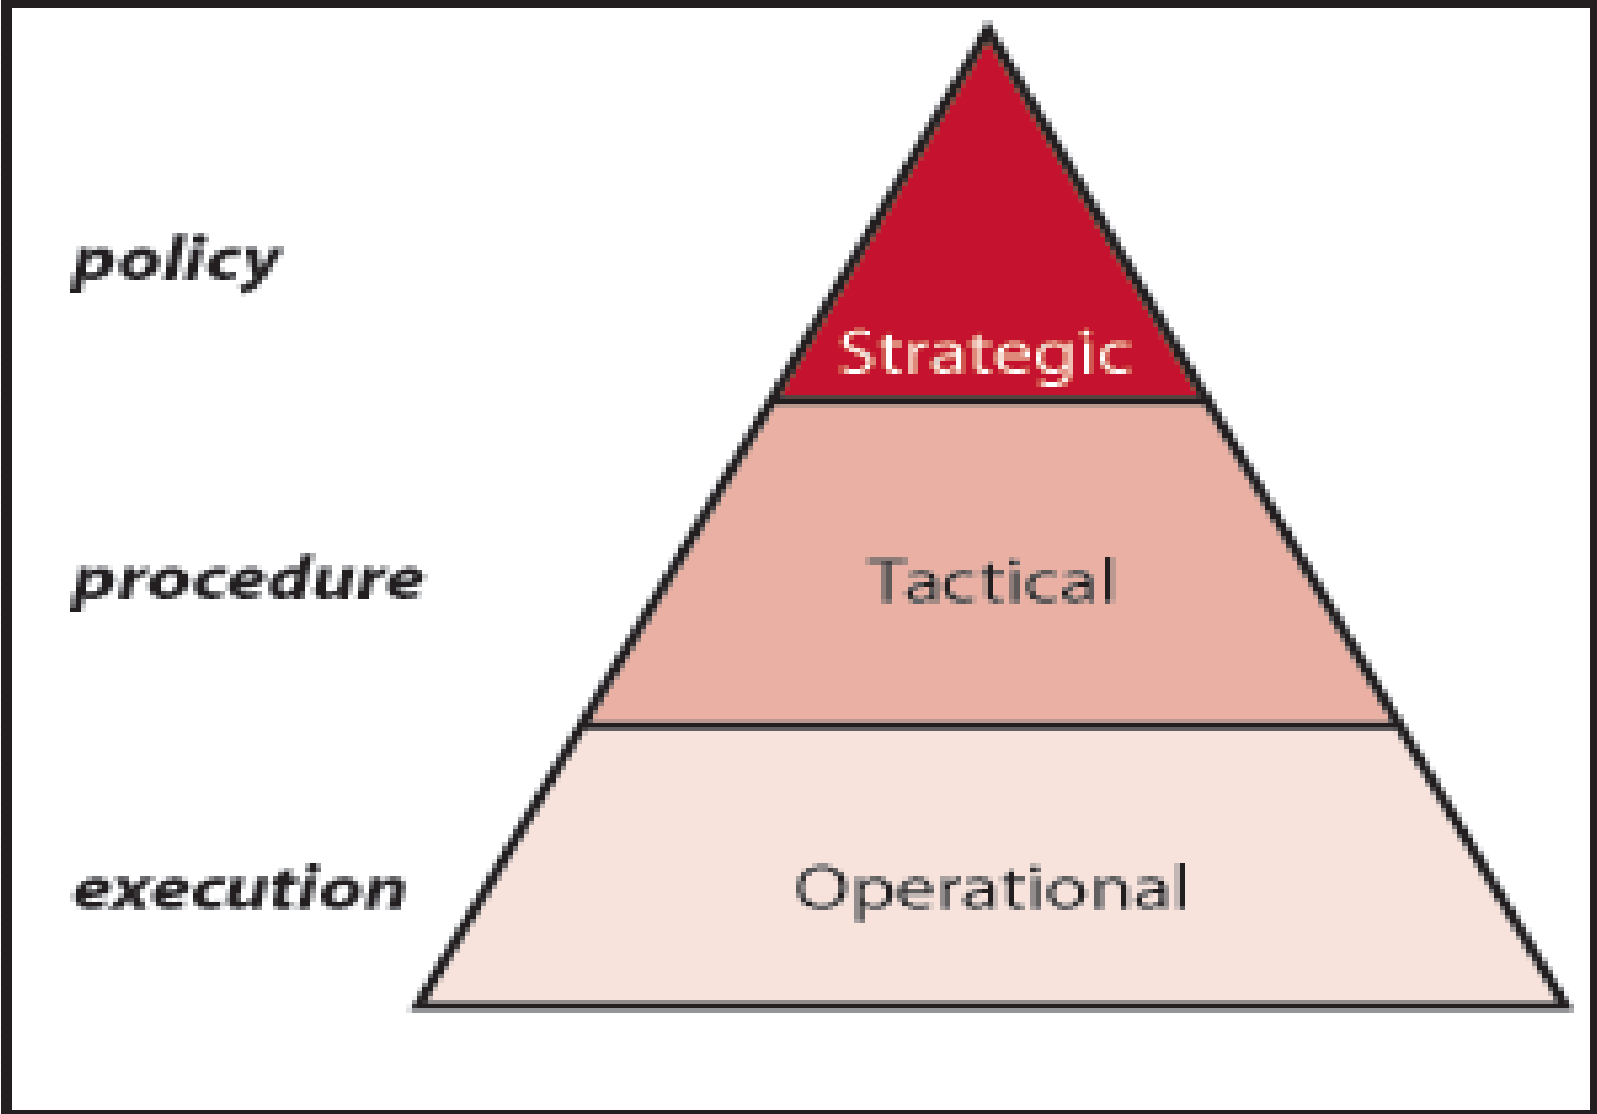 policy
Strategic
procedure
Tactical
execution
Operational